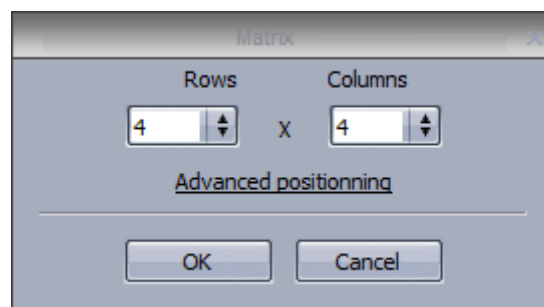 Matrix
Rows Columns
4 X 4
Advanced positionning
OK Cancel